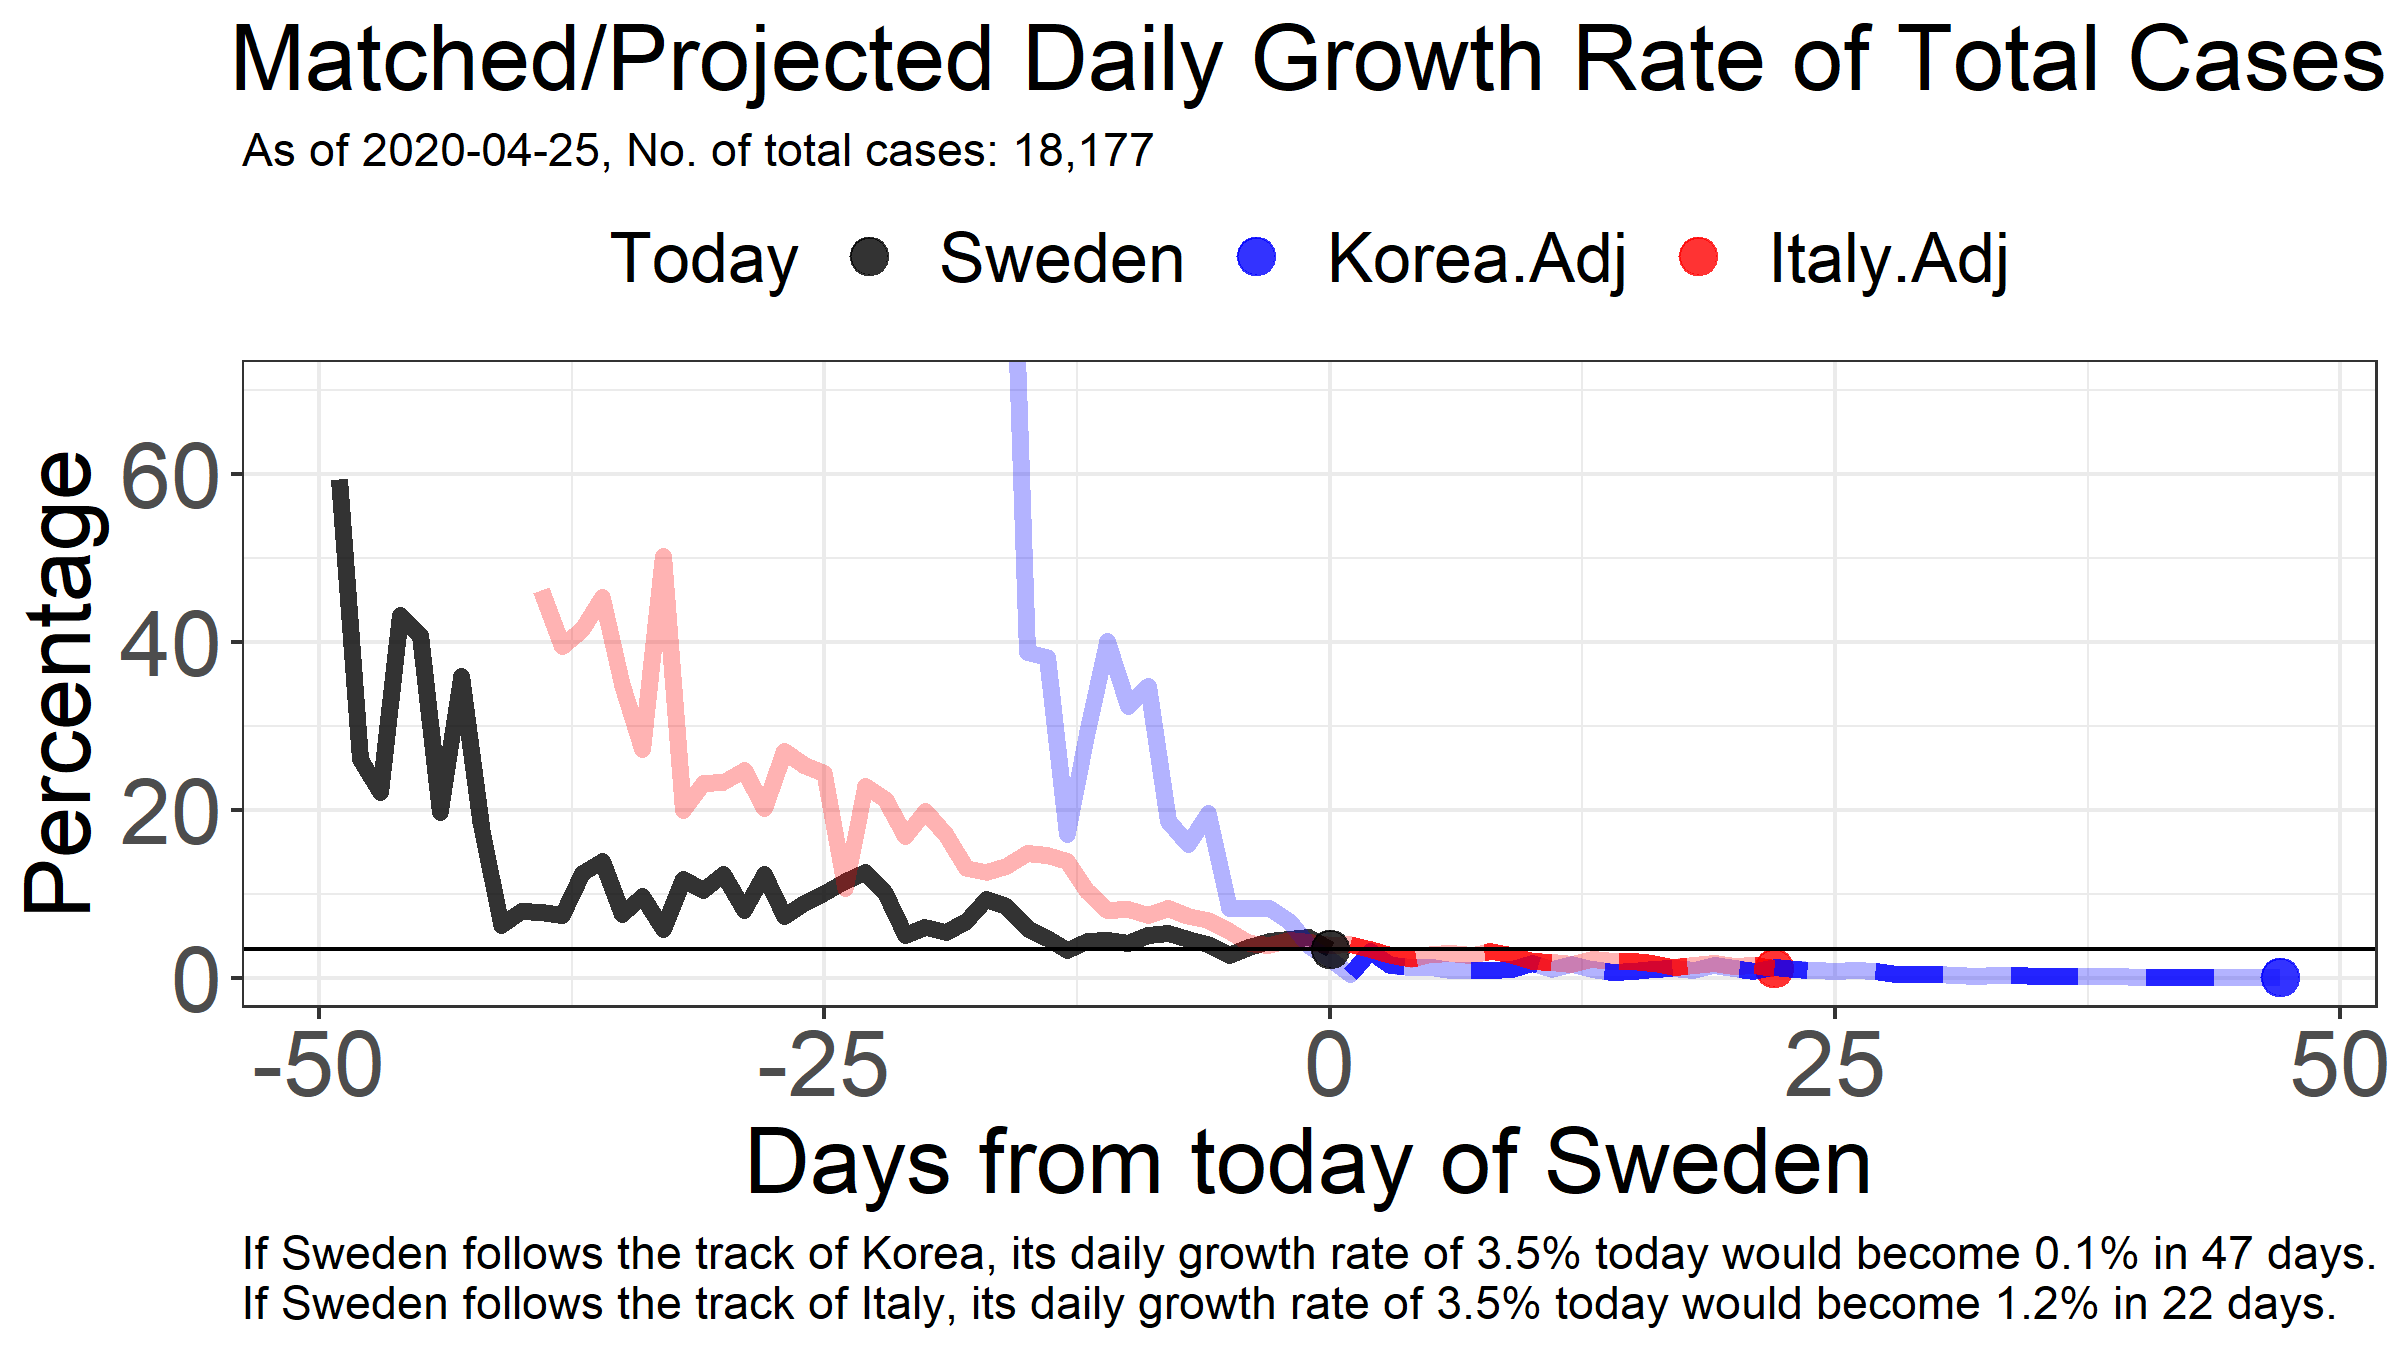 Matched/Projected Daily Growth Rate of Total Cases
As of 2020-04-25, No. of total cases: 18,177
Today Sweden Korea.Adj Italy.Adj
Percentage
60
40
20
0
-50 -25 0 25 50
Days from today of Sweden
If Sweden follows the track of Korea, its daily growth rate of 3.5% today would become 0.1% in 47 days.
If Sweden follows the track of Italy, its daily growth rate of 3.5% today would become 1.2% in 22 days.